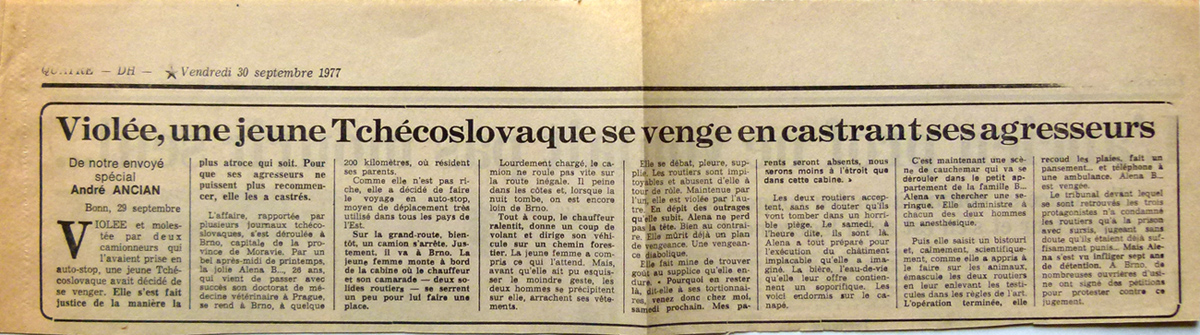 QUATRE — DH — Vendredi 30 septembre 1977
Violée, une jeune Tchécoslovaque se venge en castrant ses agresseurs
De notre envoyé
spécial
André ANCIAN
Bonn, 29 septembre
VIOLEE et moles-
tée par deux
camionneurs qui
l'avaient prise en
auto-stop, une jeune Tché-
coslovaque avait décidé de
se venger. Elle s'est fait
justice de la manière la
plus atroce qui soit. Pour
que ses agresseurs ne
puissent plus recommen-
cer, elle les a castrés.
L'affaire, rapportée par
plusieurs journaux tchéco-
slovaques, s'est déroulée à
Brno, capitale de la pro-
vince de Moravie. Par un
bel après-midi de printemps,
la jolie Alena B..., 26 ans,
qui vient de passer avec
succès son doctorat de mé-
decine vétérinaire à Prague,
se rend à Brno, à quelque
200 kilomètres, où résident
ses parents.
Comme elle n'est pas ri-
che, elle a décidé de faire
le voyage en auto-stop,
moyen de déplacement très
utilisé dans tous les pays de
l'Est.
Sur la grand-route, bien-
tôt, un camion s'arrête. Jus-
tement, il va à Brno. La
jeune femme monte à bord
de la cabine où le chauffeur
et son camarade — deux so-
lides routiers — se serrent
un peu pour lui faire une
place.
Lourdement chargé, le ca-
mion ne roule pas vite sur
la route inégale. Il peine
dans les côtes et, lorsque la
nuit tombe, on est encore
loin de Brno.
Tout à coup, le chauffeur
ralentit, donne un coup de
volant et dirige son véhi-
cule sur un chemin fores-
tier. La jeune femme a com-
pris ce qui l'attend. Mais,
avant qu'elle ait pu esquis-
ser le moindre geste, les
deux hommes se précipitent
sur elle, arrachent ses vête-
ments.
Elle se débat, pleure, sup-
plie. Les routiers sont impi-
toyables et abusent d'elle à
tour de rôle. Maintenue par
l'un, elle est violée par l'au-
tre. En dépit des outrages
qu'elle subit, Alena ne perd
pas la tête. Bien au contrai-
re. Elle mûrit déjà un plan
de vengeance. Une vengean-
ce diabolique.
Elle fait mine de trouver
goût au supplice qu'elle en-
dure. « Pourquoi en rester
là, dit-elle à ses tortionnai-
res, venez donc chez moi,
samedi prochain. Mes pa-
rents seront absents, nous
serons moins à l'étroit que
dans cette cabine. »
Les deux routiers accep-
tent, sans se douter qu'ils
vont tomber dans un horri-
ble piège. Le samedi, à
l'heure dite, ils sont là.
Alena a tout préparé pour
l'exécution du châtiment
implacable qu'elle a ima-
giné. La bière, l'eau-de-vie
qu'elle leur offre contien-
nent un soporifique. Les
voici endormis sur le ca-
napé.
C'est maintenant une scè-
ne de cauchemar qui va se
dérouler dans le petit ap-
partement de la famille B...
Alena va chercher une se-
ringue. Elle administre à
chacun des deux hommes
un anesthésique.
Puis elle saisit un bistouri
et, calmement, scientifique-
ment, comme elle a appris à
le faire sur les animaux,
émascule les deux routiers
en leur enlevant les testi-
cules dans les règles de l'art.
L'opération terminée, elle
recoud les plaies, fait un
pansement... et téléphone à
une ambulance. Alena B...
est vengée.
Le tribunal devant lequel
se sont retrouvés les trois
protagonistes n'a condamné
les routiers qu'à la prison
avec sursis, jugeant sans
doute qu'ils étaient déjà suf-
fisamment punis... Mais Ale-
na s'est vu infliger sept ans
de détention. A Brno, de
nombreuses ouvrières d'usi-
ne ont signé des pétitions
pour protester contre ce
jugement.